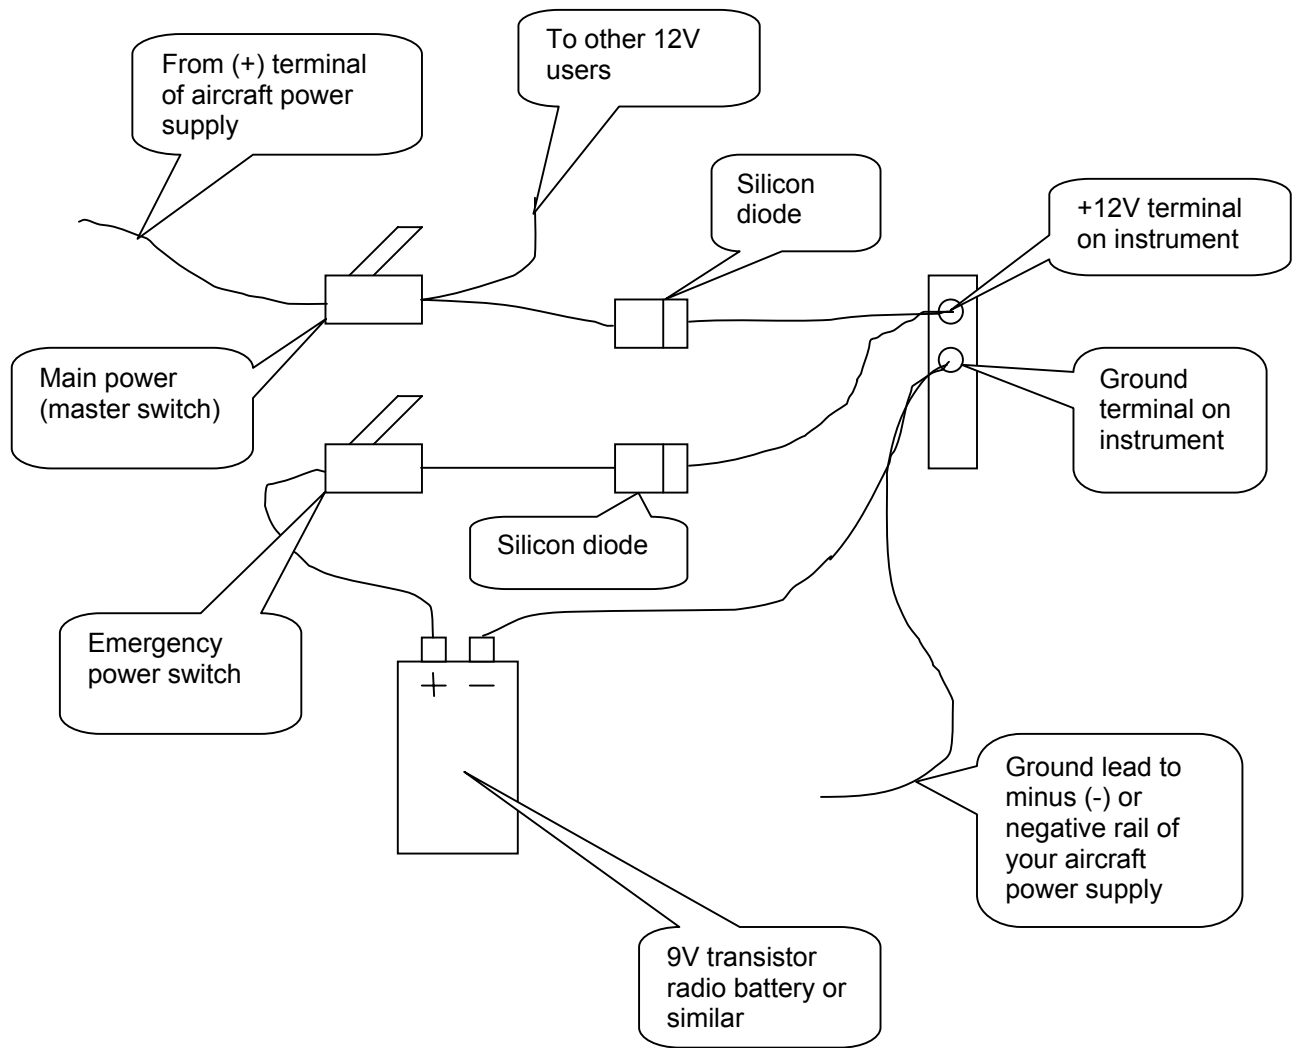 From (+) terminal
of aircraft power
supply
To other 12V
users
Silicon
diode
+12V terminal
on instrument
Main power
(master switch)
Ground
terminal on
instrument
Silicon diode
Emergency
power switch
+ −
Ground lead to
minus (-) or
negative rail of
your aircraft
power supply
9V transistor
radio battery or
similar